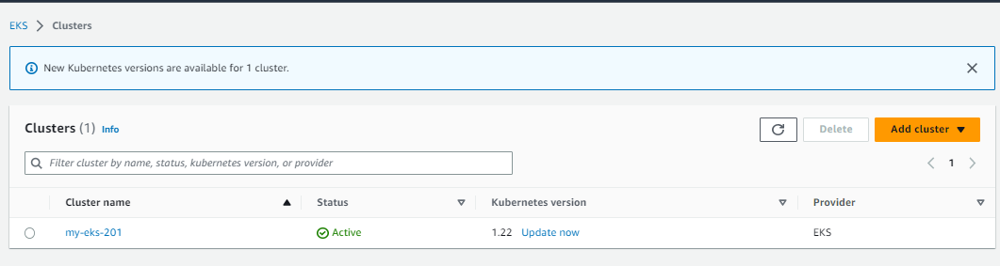 EKS > Clusters
New Kubernetes versions are available for 1 cluster.
Clusters (1) Info Delete Add cluster
Filter cluster by name, status, kubernetes version, or provider 1
Cluster name Status Kubernetes version Provider
my-eks-201 Active 1.22 Update now EKS